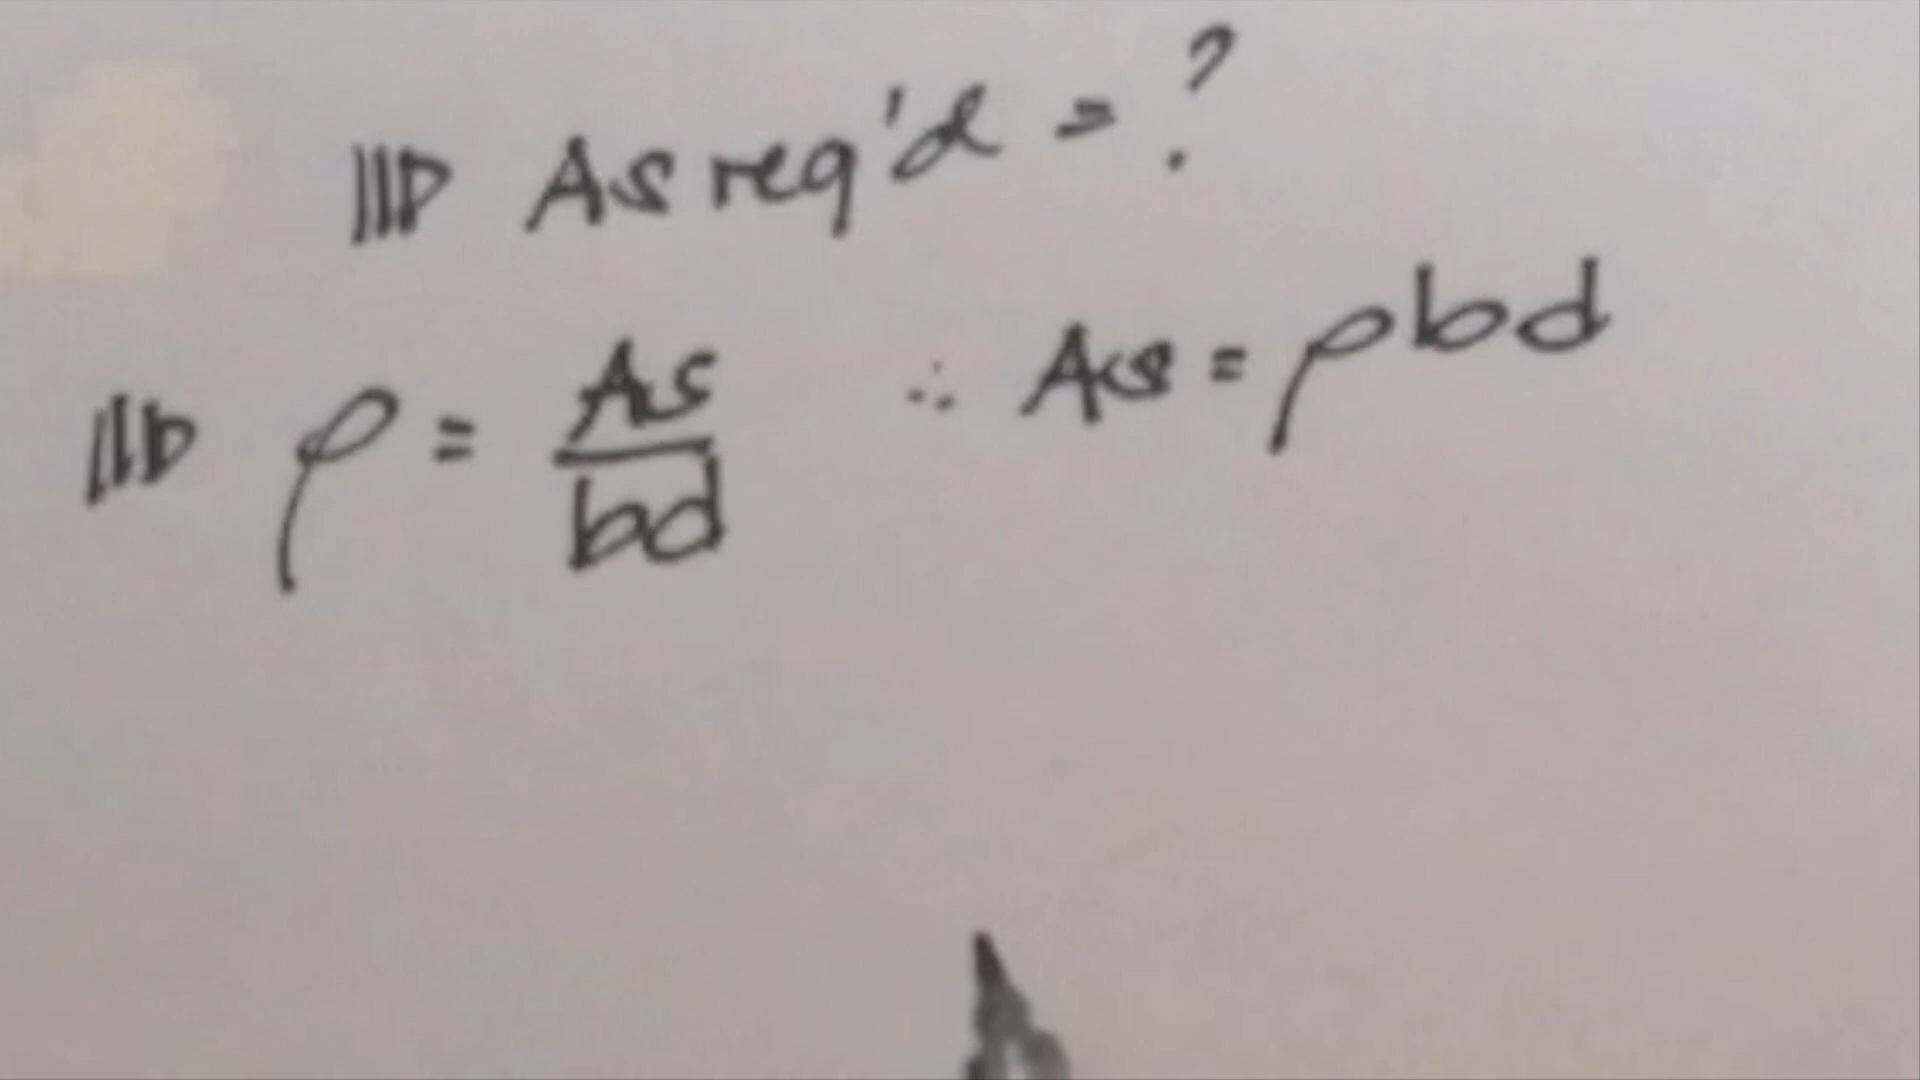 As req'd = ?
ρ = As/bd ∴ As = ρbd